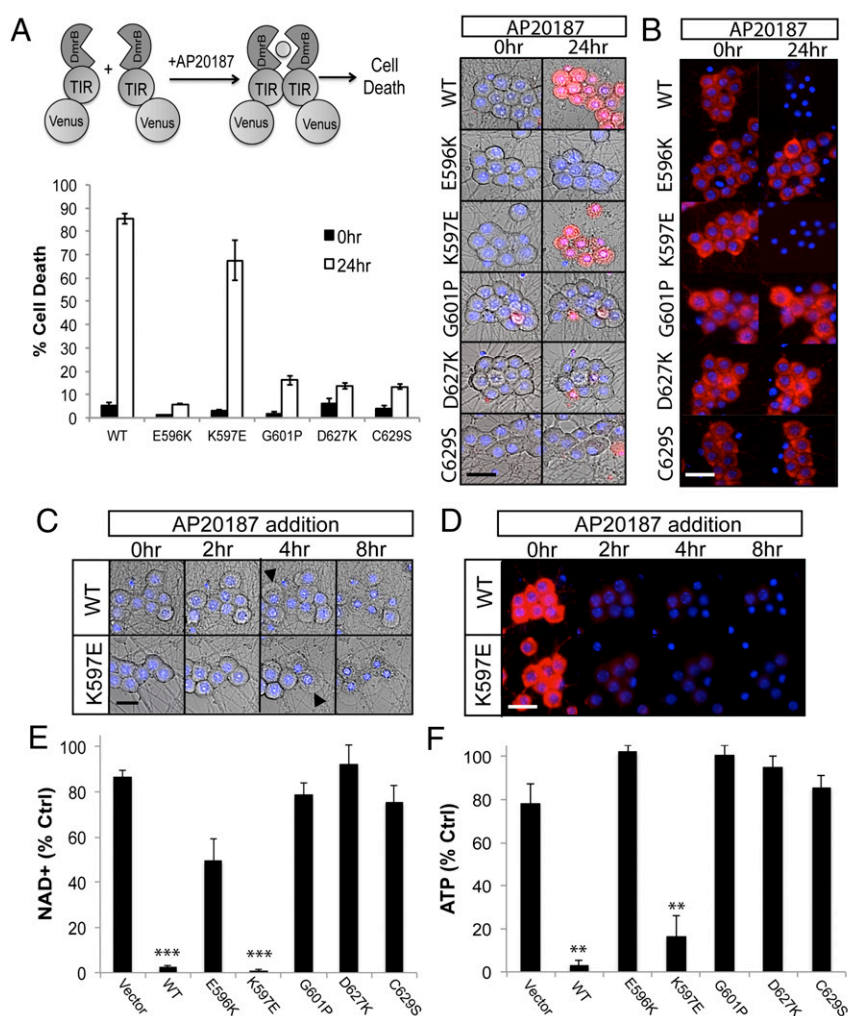 A
DmrB
DmrB
DmrB
DmrB
+
+AP20187
Cell
Death
TIR
TIR
TIR
TIR
Venus
Venus
Venus
Venus
% Cell Death
100
90
80
70
60
50
40
30
20
10
0
0hr
24hr
WT
E596K
K597E
G601P
D627K
C629S
AP20187
0hr
24hr
WT
E596K
K597E
G601P
D627K
C629S
B
AP20187
0hr
24hr
WT
E596K
K597E
G601P
D627K
C629S
C
AP20187 addition
0hr
2hr
4hr
8hr
WT
K597E
D
AP20187 addition
0hr
2hr
4hr
8hr
WT
K597E
E
NAD+ (% Ctrl)
100
80
60
40
20
0
***
***
Vector
WT
E596K
K597E
G601P
D627K
C629S
F
ATP (% Ctrl)
100
80
60
40
20
0
**
**
Vector
WT
E596K
K597E
G601P
D627K
C629S